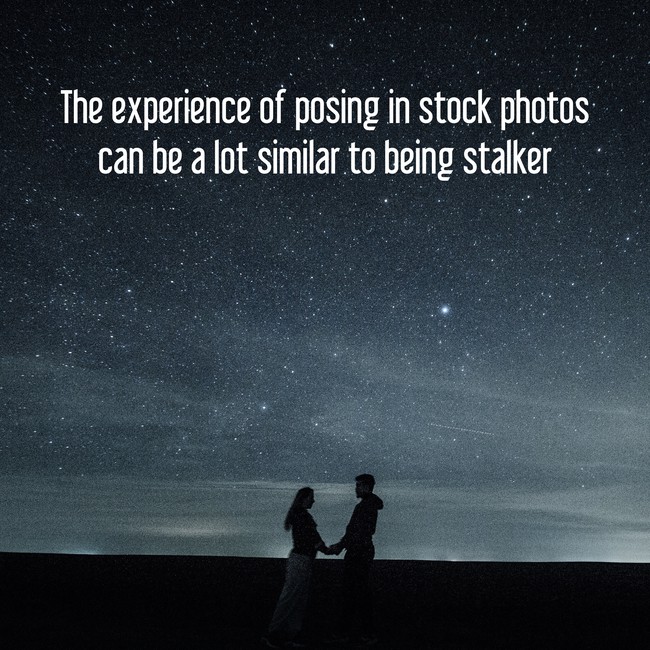 The experience of posing in stock photos
can be a lot similar to being stalker